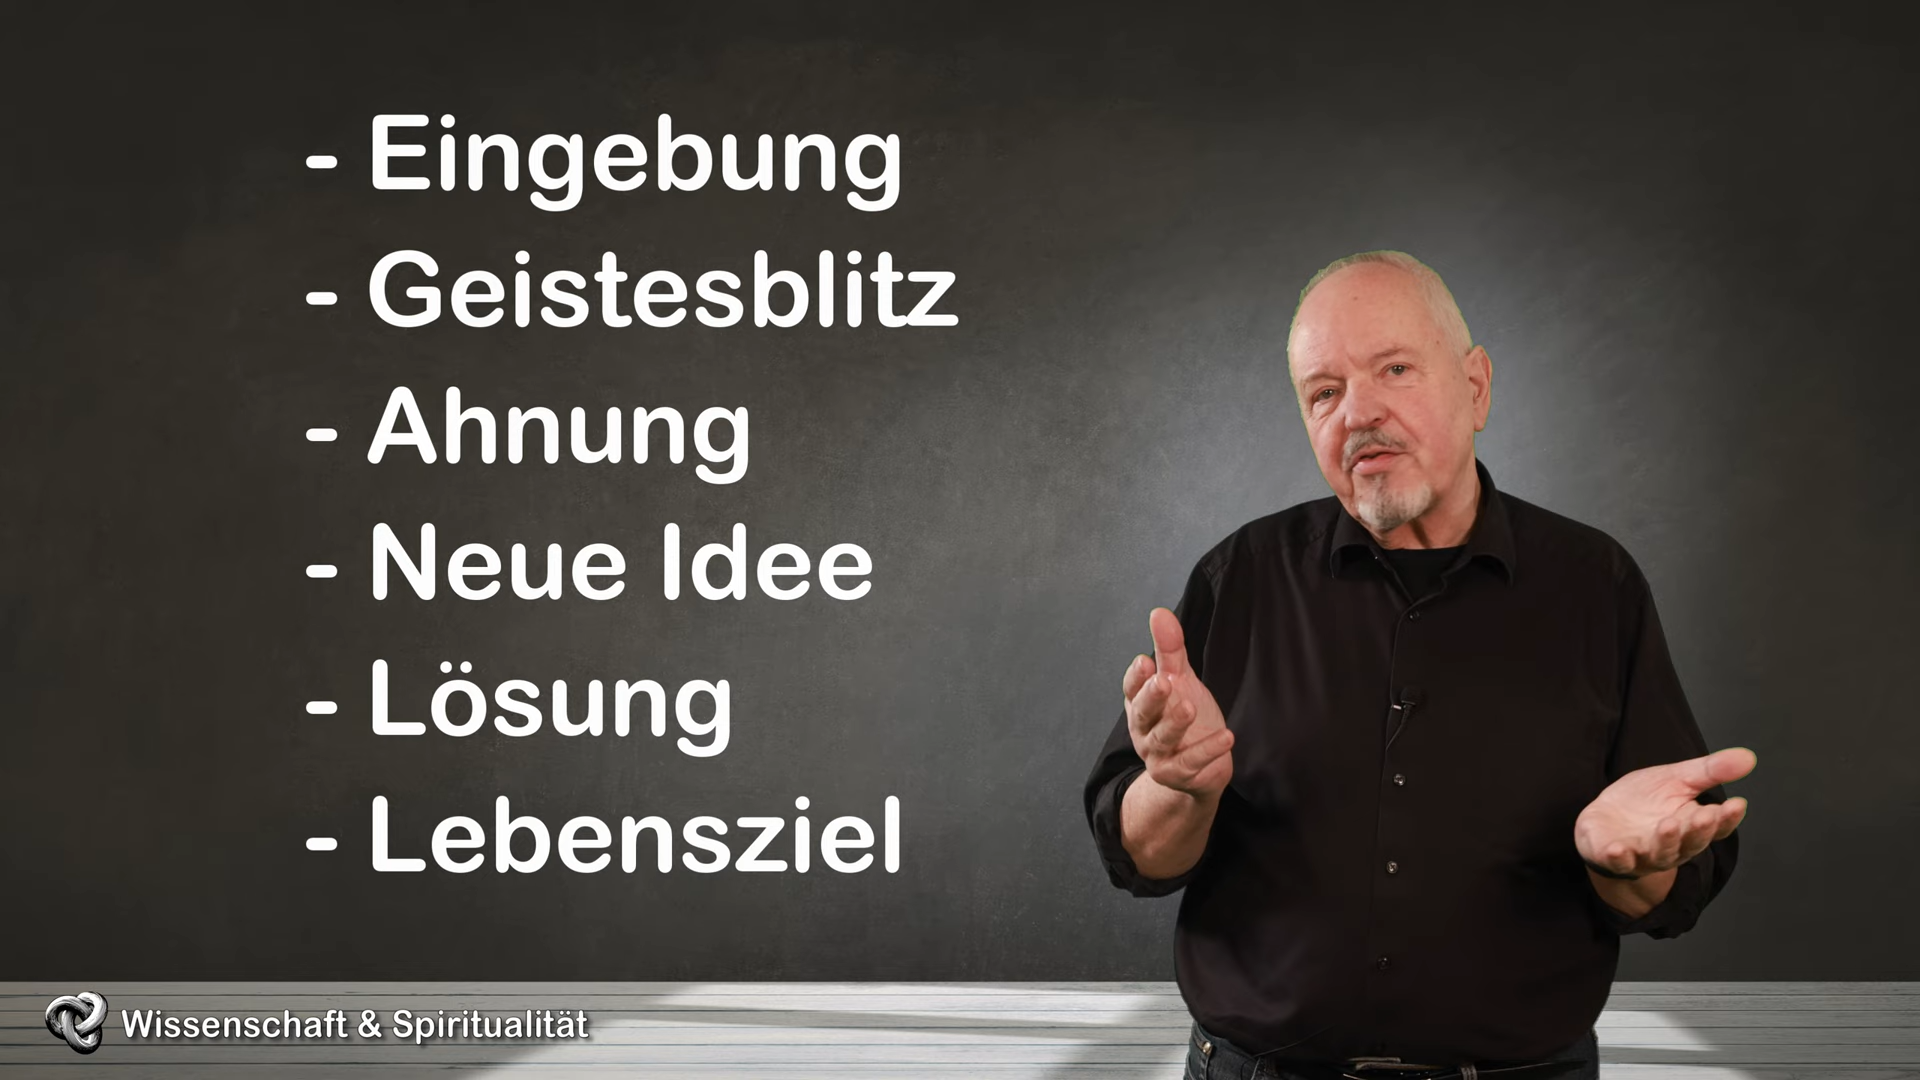 - Eingebung
- Geistesblitz
- Ahnung
- Neue Idee
- Lösung
- Lebensziel
Wissenschaft & Spiritualität